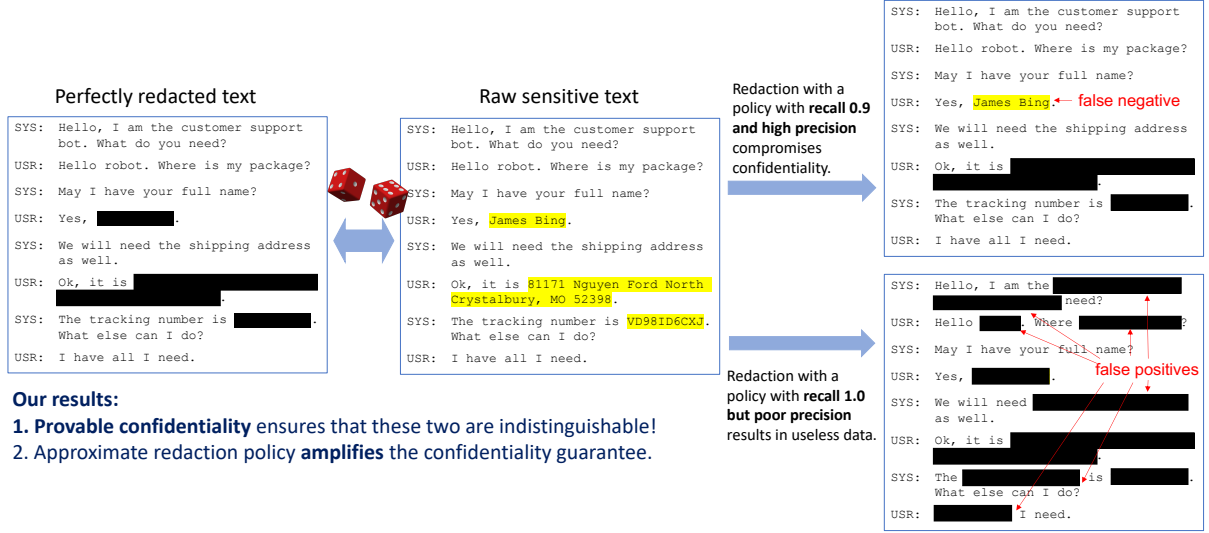 Perfectly redacted text
SYS: Hello, I am the customer support
bot. What do you need?
USR: Hello robot. Where is my package?
SYS: May I have your full name?
USR: Yes, .
SYS: We will need the shipping address
as well.
USR: Ok, it is
.
SYS: The tracking number is .
What else can I do?
USR: I have all I need.
Raw sensitive text
SYS: Hello, I am the customer support
bot. What do you need?
USR: Hello robot. Where is my package?
SYS: May I have your full name?
USR: Yes, James Bing.
SYS: We will need the shipping address
as well.
USR: Ok, it is 81171 Nguyen Ford North
Crystalbury, MO 52398.
SYS: The tracking number is VD98ID6CXJ.
What else can I do?
USR: I have all I need.
Our results:
1. Provable confidentiality ensures that these two are indistinguishable!
2. Approximate redaction policy amplifies the confidentiality guarantee.
Redaction with a
policy with recall 0.9
and high precision
compromises
confidentiality.
SYS: Hello, I am the customer support
bot. What do you need?
USR: Hello robot. Where is my package?
SYS: May I have your full name?
USR: Yes, James Bing. false negative
SYS: We will need the shipping address
as well.
USR: Ok, it is
.
SYS: The tracking number is .
What else can I do?
USR: I have all I need.
Redaction with a
policy with recall 1.0
but poor precision
results in useless data.
SYS: Hello, I am the
need?
USR: Hello . Where ?
SYS: May I have your full name?
false positives
USR: Yes, .
SYS: We will need
as well.
USR: Ok, it is
.
SYS: The is .
What else can I do?
USR: I need.